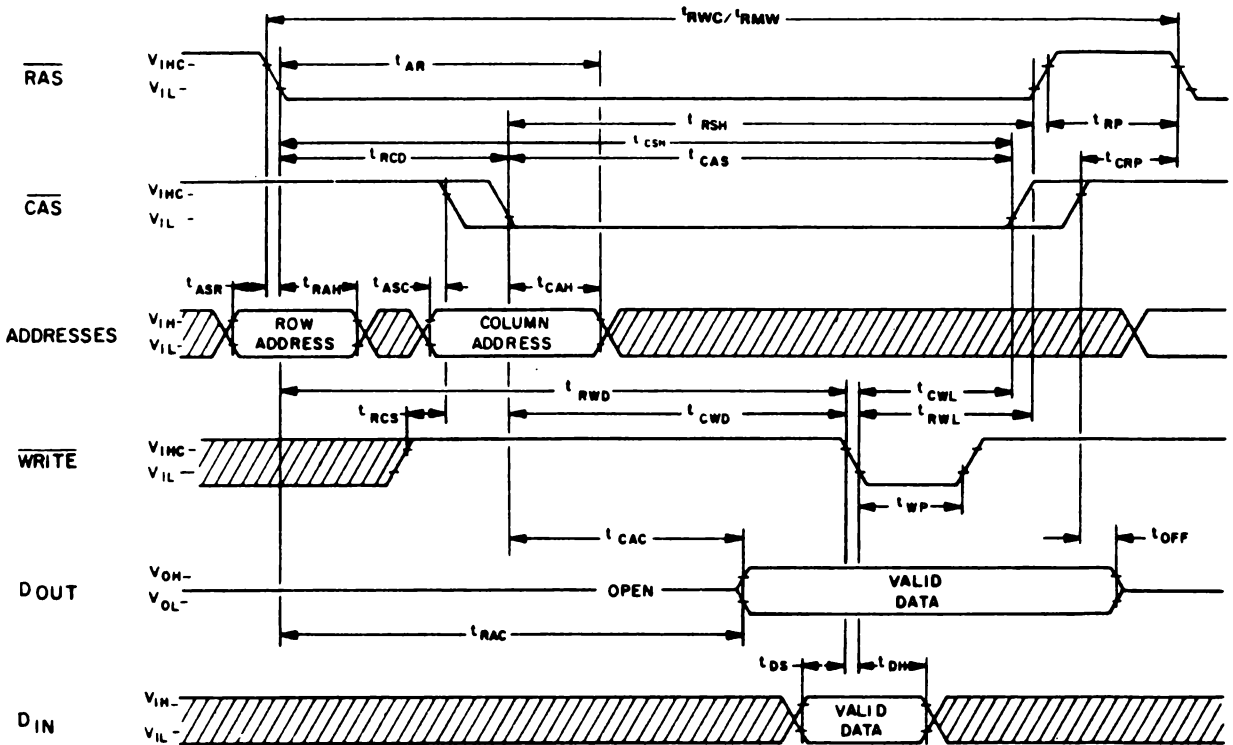 tRWC/tRMW
RAS
VIHC
VIL
tAR
tRSH
tRP
tCSH
tRCD
tCAS
tCRP
CAS
VIHC
VIL
tASR
tRAH
tASC
tCAH
ADDRESSES
VIH
VIL
ROW
ADDRESS
COLUMN
ADDRESS
tRWD
tCWL
tRCS
tCWD
tRWL
WRITE
VIHC
VIL
tWP
tCAC
tOFF
DOUT
VOH
VOL
OPEN
VALID
DATA
tRAC
tDS
tDH
DIN
VIH
VIL
VALID
DATA